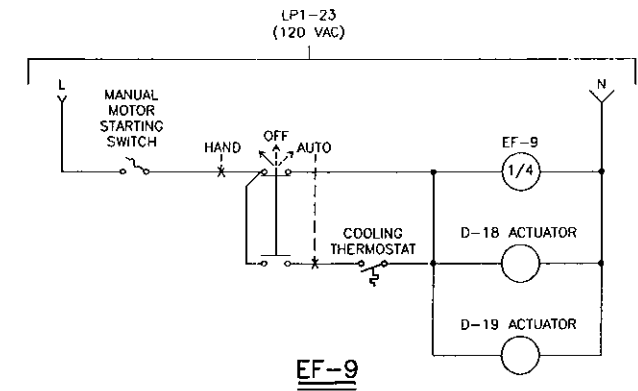 LP1-23
(120 VAC)
L
N
MANUAL
MOTOR
STARTING
SWITCH
HAND
OFF
AUTO
EF-9
1/4
COOLING
THERMOSTAT
D-18 ACTUATOR
D-19 ACTUATOR
EF-9